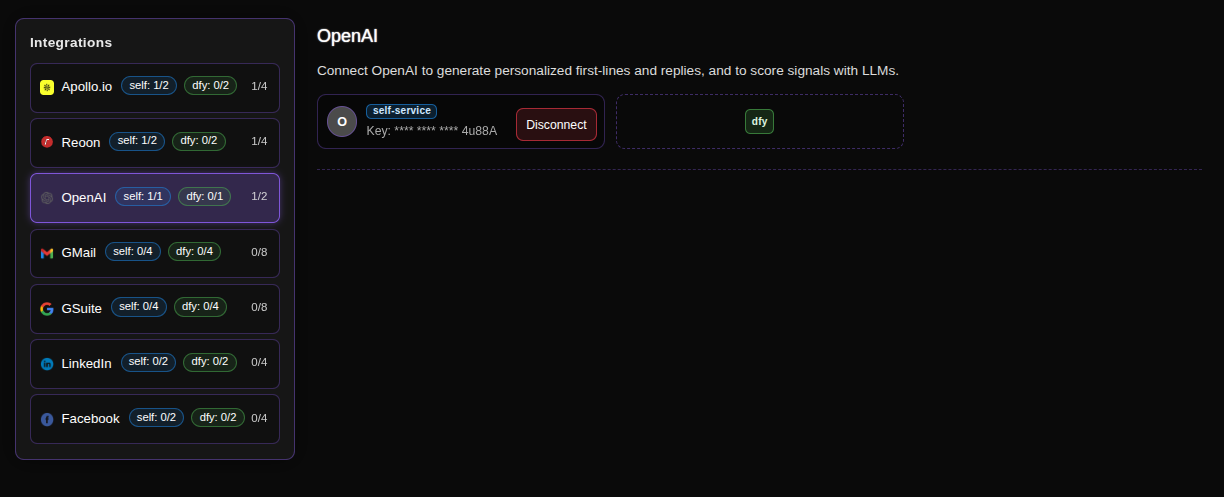 Integrations
Apollo.io self: 1/2 dfy: 0/2 1/4
Reoon self: 1/2 dfy: 0/2 1/4
OpenAI self: 1/1 dfy: 0/1 1/2
GMail self: 0/4 dfy: 0/4 0/8
GSuite self: 0/4 dfy: 0/4 0/8
LinkedIn self: 0/2 dfy: 0/2 0/4
Facebook self: 0/2 dfy: 0/2 0/4
OpenAI
Connect OpenAI to generate personalized first-lines and replies, and to score signals with LLMs.
O
self-service
Key: **** **** **** 4u88A
Disconnect
dfy